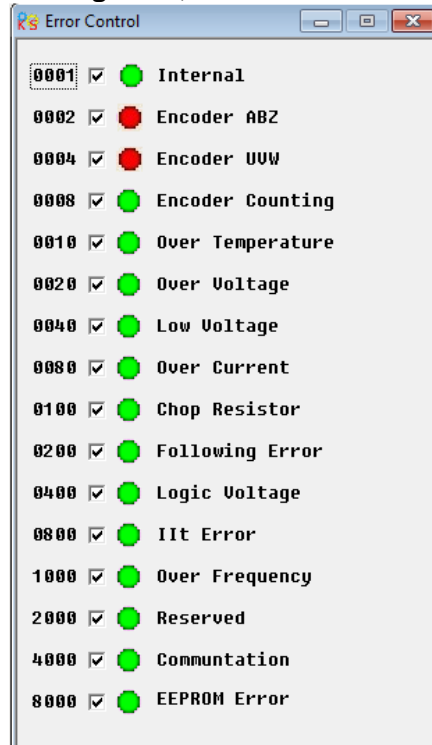 Error Control
0001 Internal
0002 Encoder ABZ
0004 Encoder UVW
0008 Encoder Counting
0010 Over Temperature
0020 Over Voltage
0040 Low Voltage
0080 Over Current
0100 Chop Resistor
0200 Following Error
0400 Logic Voltage
0800 IIt Error
1000 Over Frequency
2000 Reserved
4000 Communtation
8000 EEPROM Error